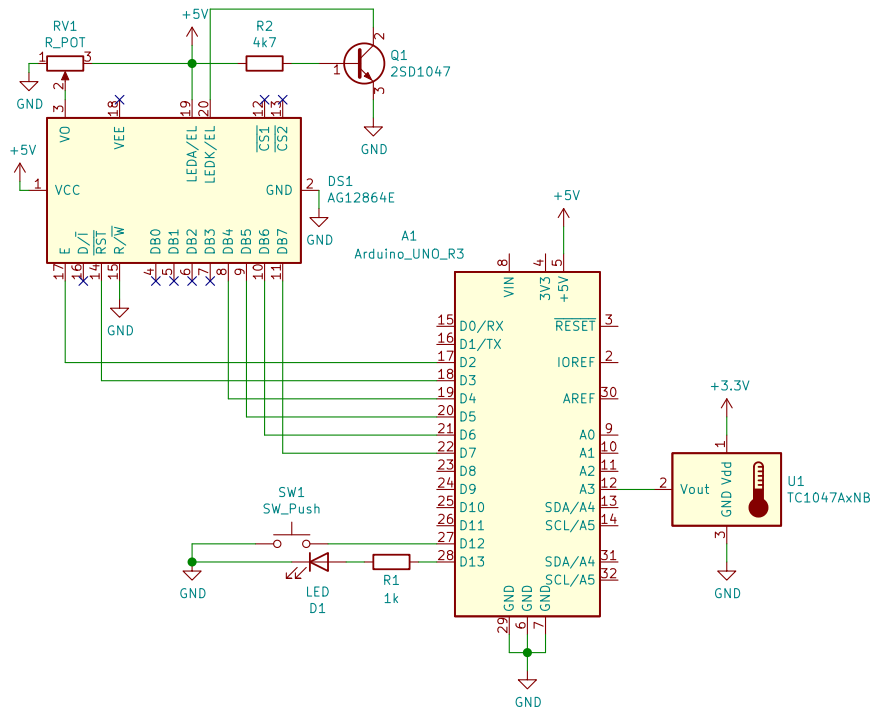 +5V
RV1
R_POT
1
3
2
GND
R2
4k7
Q1
2SD1047
1
2
3
GND
3
18
19
20
12
13
VO
VEE
LEDA/EL
LEDK/EL
CS1
CS2
+5V
1
VCC
GND
2
DS1
AG12864E
GND
E
D/I
RST
R/W
DB0
DB1
DB2
DB3
DB4
DB5
DB6
DB7
17
16
14
15
4
5
6
7
8
9
10
11
GND
A1
Arduino_UNO_R3
+5V
8
4
5
VIN
3V3
+5V
15
D0/RX
16
D1/TX
17
D2
18
D3
19
D4
20
D5
21
D6
22
D7
23
D8
24
D9
25
D10
26
D11
27
D12
28
D13
RESET
3
IOREF
2
AREF
30
A0
9
A1
10
A2
11
A3
12
SDA/A4
13
SCL/A5
14
SDA/A4
31
SCL/A5
32
GND
GND
GND
29
6
7
GND
SW1
SW_Push
GND
LED
D1
R1
1k
+3.3V
1
2
Vout
Vdd
GND
3
U1
TC1047AxNB
GND